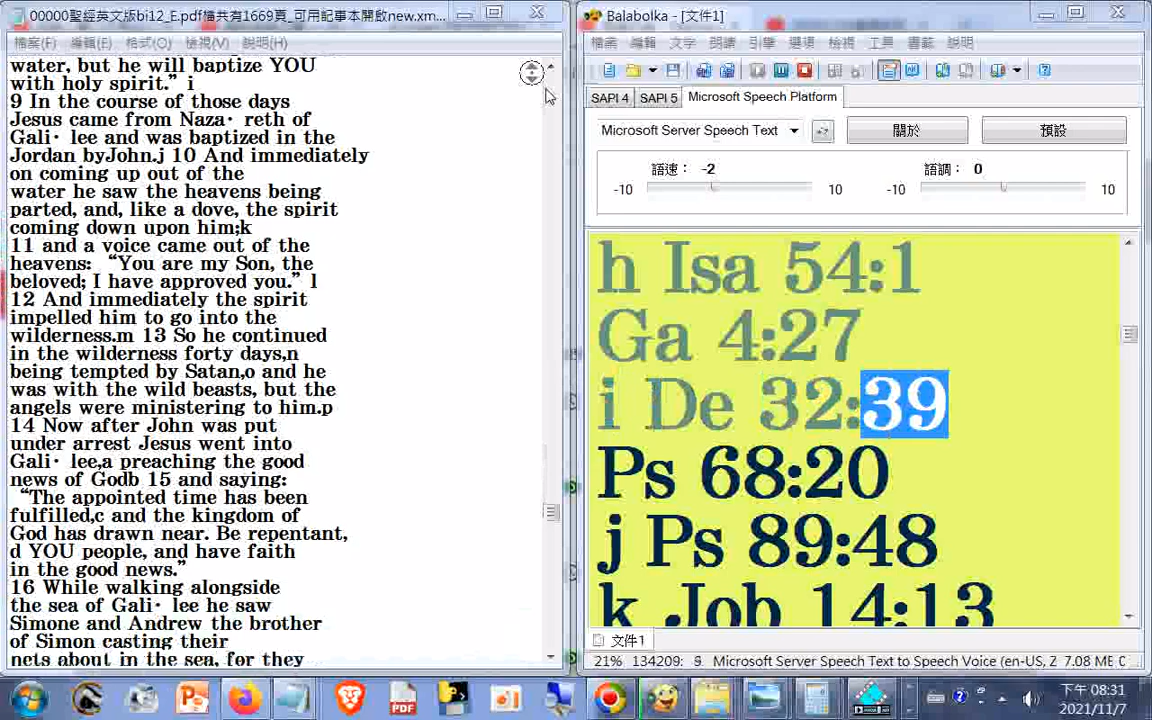 00000聖經英文版bi12_E.pdf檔共有1669頁_可用記事本開啟new.xm...
檔案(F) 編輯(E) 格式(O) 檢視(V) 說明(H)
water, but he will baptize YOU
with holy spirit.” i
9 In the course of those days
Jesus came from Naza· reth of
Gali· lee and was baptized in the
Jordan byJohn.j 10 And immediately
on coming up out of the
water he saw the heavens being
parted, and, like a dove, the spirit
coming down upon him;k
11 and a voice came out of the
heavens: “You are my Son, the
beloved; I have approved you.” l
12 And immediately the spirit
impelled him to go into the
wilderness.m 13 So he continued
in the wilderness forty days,n
being tempted by Satan,o and he
was with the wild beasts, but the
angels were ministering to him.p
14 Now after John was put
under arrest Jesus went into
Gali· lee,a preaching the good
news of Godb 15 and saying:
“The appointed time has been
fulfilled,c and the kingdom of
God has drawn near. Be repentant,
d YOU people, and have faith
in the good news.”
16 While walking alongside
the sea of Gali· lee he saw
Simone and Andrew the brother
of Simon casting their
nets about in the sea, for they
Balabolka - [文件1]
檔案 編輯 文字 朗讀 引擎 選項 檢視 工具 書籤 說明
SAPI 4 SAPI 5 Microsoft Speech Platform
Microsoft Server Speech Text 關於 預設
語速： -2 語調： 0
-10 10 -10 10
h Isa 54:1
Ga 4:27
i De 32:39
Ps 68:20
j Ps 89:48
k Job 14:13
文件1
21% 134209: 9 Microsoft Server Speech Text to Speech Voice (en-US, Z 7.08 MB
PDF
下午 08:31
2021/11/7